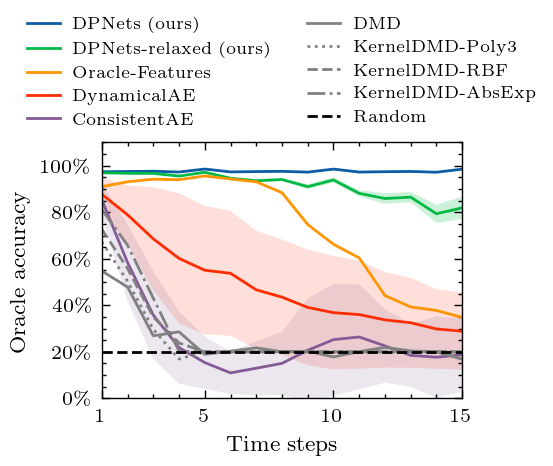 DPNets (ours)
DPNets-relaxed (ours)
Oracle-Features
DynamicalAE
ConsistentAE
DMD
KernelDMD-Poly3
KernelDMD-RBF
KernelDMD-AbsExp
Random
Oracle accuracy
100%
80%
60%
40%
20%
0%
1 5 10 15
Time steps